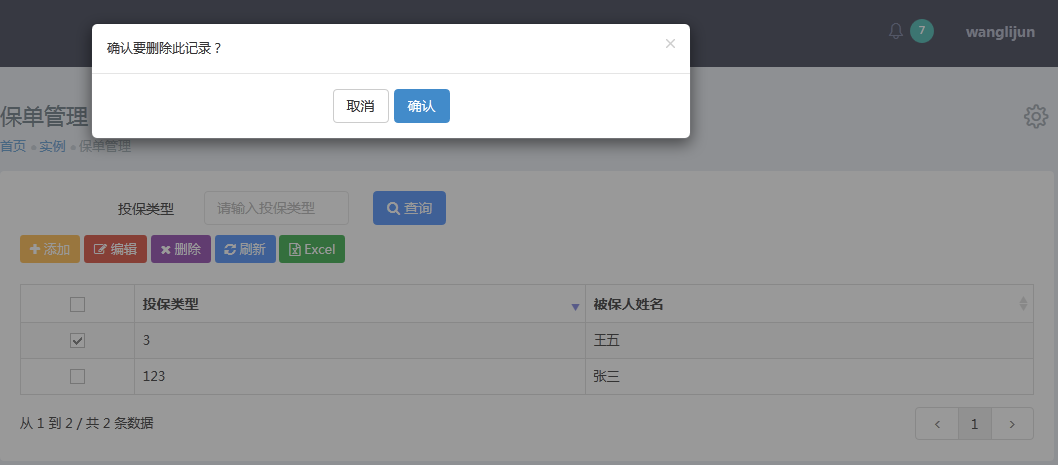 7 wanglijun
确认要删除此记录？ ×
取消 确认
保单管理
首页 实例 保单管理
投保类型 请输入投保类型 查询
添加 编辑 删除 刷新 Excel
投保类型 被保人姓名
3 王五
123 张三
从 1 到 2 / 共 2 条数据 ‹ 1 ›